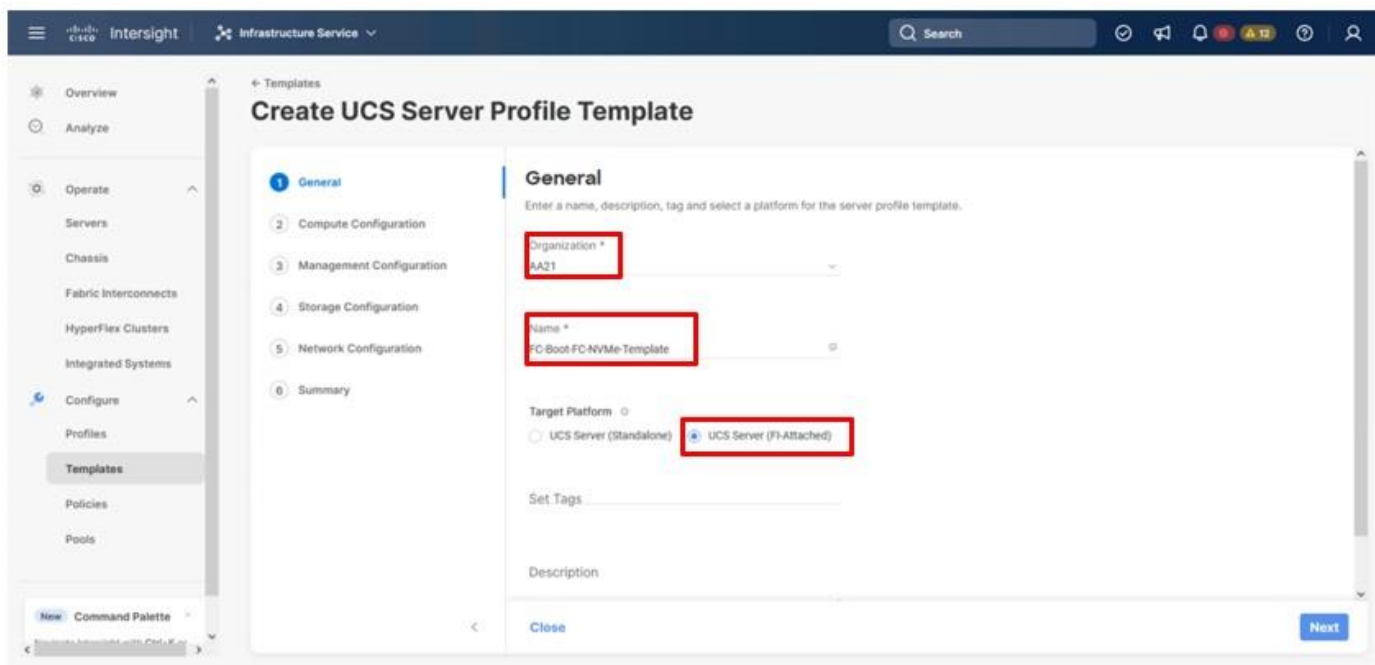 cisco Intersight Infrastructure Service Search 12
Overview
Analyze
Operate
Servers
Chassis
Fabric Interconnects
HyperFlex Clusters
Integrated Systems
Configure
Profiles
Templates
Policies
Pools
New Command Palette
← Templates
Create UCS Server Profile Template
1 General
2 Compute Configuration
3 Management Configuration
4 Storage Configuration
5 Network Configuration
6 Summary
General
Enter a name, description, tag and select a platform for the server profile template.
Organization *
AA21
Name *
FC-Boot-FC-NVMe-Template
Target Platform
UCS Server (Standalone) UCS Server (FI-Attached)
Set Tags
Description
Close Next